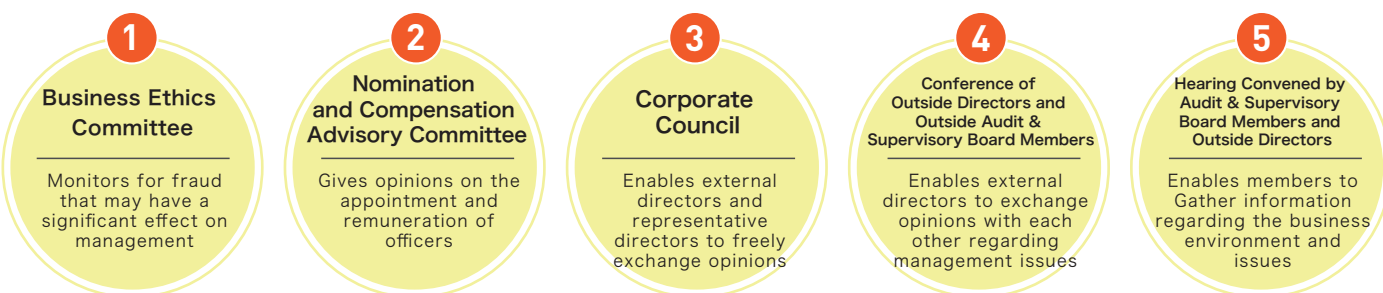 1
Business Ethics
Committee
Monitors for fraud
that may have a
significant effect on
management
2
Nomination
and Compensation
Advisory Committee
Gives opinions on the
appointment and
remuneration of
officers
3
Corporate
Council
Enables external
directors and
representative
directors to freely
exchange opinions
4
Conference of
Outside Directors and
Outside Audit &
Supervisory Board Members
Enables external
directors to exchange
opinions with each
other regarding
management issues
5
Hearing Convened by
Audit & Supervisory
Board Members and
Outside Directors
Enables members to
Gather information
regarding the business
environment and
issues